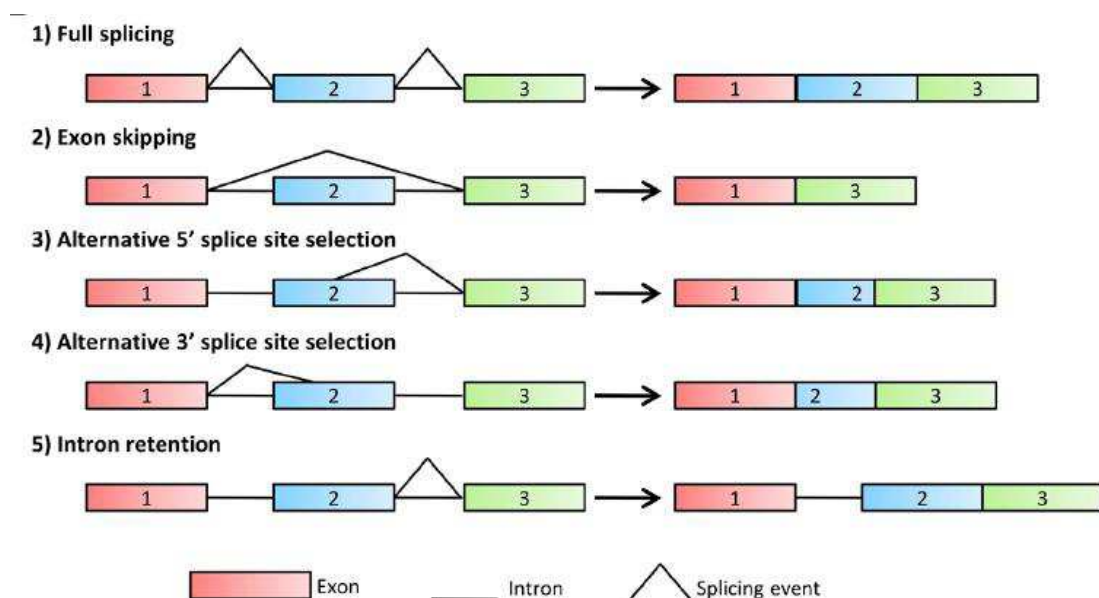 1) Full splicing
1 2 3 1 2 3
2) Exon skipping
1 2 3 1 3
3) Alternative 5’ splice site selection
1 2 3 1 2 3
4) Alternative 3’ splice site selection
1 2 3 1 2 3
5) Intron retention
1 2 3 1 2 3
Exon Intron Splicing event